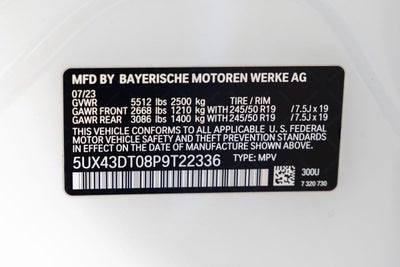 MFD BY BAYERISCHE MOTOREN WERKE AG
07/23
GVWR 5512 lbs 2500 kg TIRE / RIM
GAWR FRONT 2668 lbs 1210 kg WITH 245/50 R19 / 7.5J x 19
GAWR REAR 3086 lbs 1400 kg WITH 245/50 R19 / 7.5J x 19
THIS VEHICLE CONFORMS TO ALL APPLICABLE U. S. FEDERAL
MOTOR VEHICLE SAFETY AND THEFT PREVENTION STANDARDS
IN EFFECT ON THE DATE OF MANUFACTURE SHOWN ABOVE.
5UX43DT08P9T22336 TYPE: MPV
300U
7 320 730